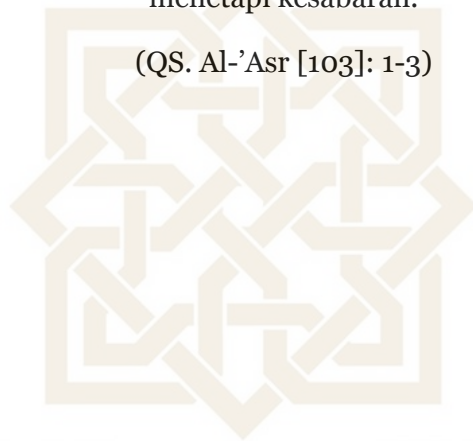 menetapi kesabaran.
(QS. Al-’Asr [103]: 1-3)